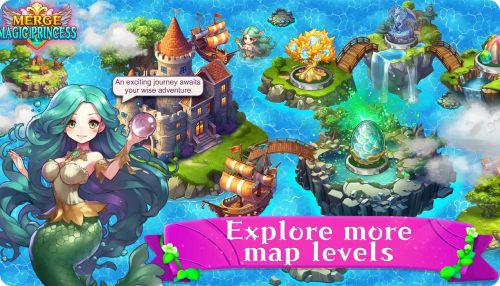 MERGE
MAGIC PRINCESS
An exciting journey awaits
your wise adventure.
Explore more
map levels